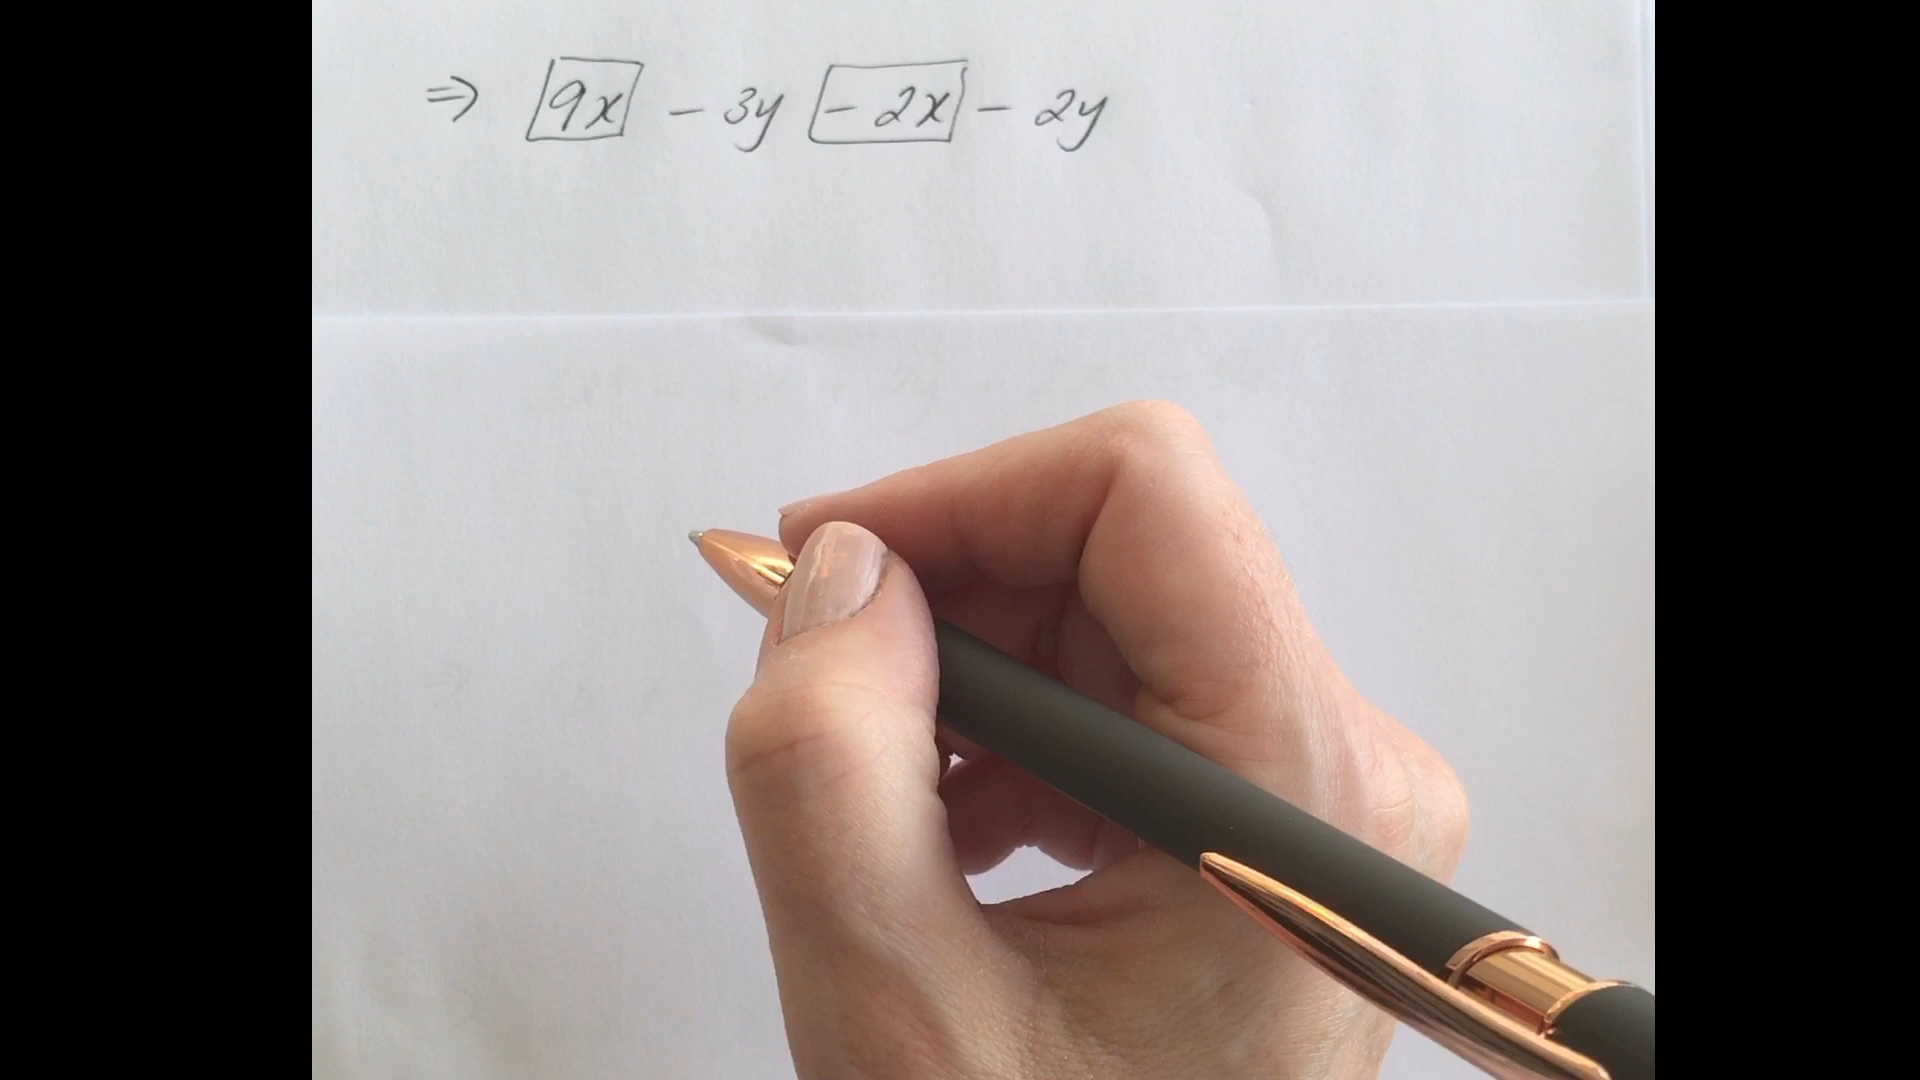 ⇒ 9x - 3y - 2x - 2y